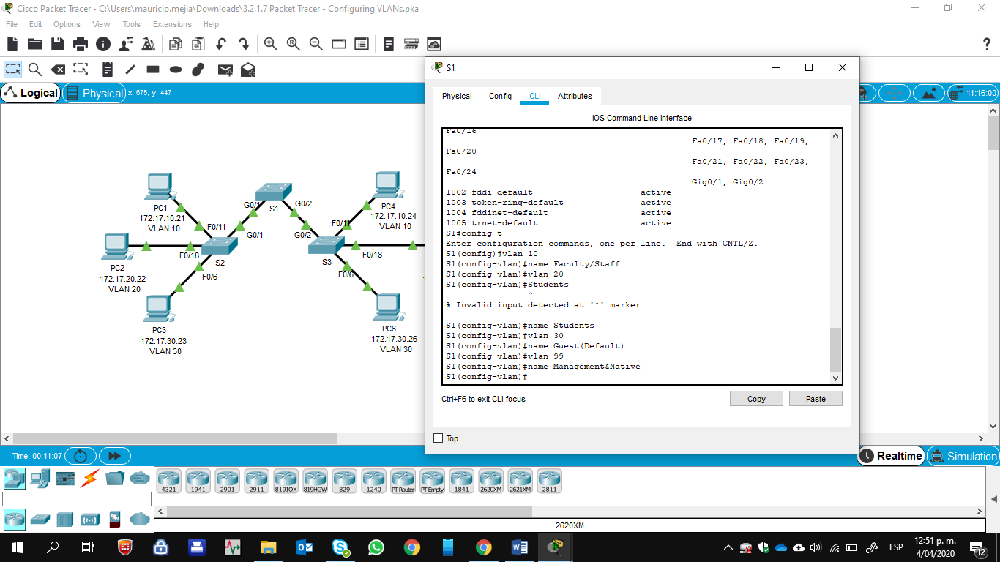 Cisco Packet Tracer - C:\Users\mauricio.mejia\Downloads\3.2.1.7 Packet Tracer - Configuring VLANs.pka
File Edit Options View Tools Extensions Help
Logical Physical x: 675, y: 447
11:16:00
PC1
172.17.10.21
VLAN 10
PC2
172.17.20.22
VLAN 20
PC3
172.17.30.23
VLAN 30
F0/11
F0/18
F0/6
S2
G0/1
G0/1
S1
G0/2
G0/2
S3
F0/11
F0/18
F0/6
PC4
172.17.10.24
VLAN 10
PC6
172.17.30.26
VLAN 30
S1
Physical Config CLI Attributes
IOS Command Line Interface
Fa0/16
Fa0/17, Fa0/18, Fa0/19,
Fa0/20
Fa0/21, Fa0/22, Fa0/23,
Fa0/24
Gig0/1, Gig0/2
1002 fddi-default active
1003 token-ring-default active
1004 fddinet-default active
1005 trnet-default active
S1#config t
Enter configuration commands, one per line. End with CNTL/Z.
S1(config)#vlan 10
S1(config-vlan)#name Faculty/Staff
S1(config-vlan)#vlan 20
S1(config-vlan)#Students
^
% Invalid input detected at '^' marker.
S1(config-vlan)#name Students
S1(config-vlan)#vlan 30
S1(config-vlan)#name Guest(Default)
S1(config-vlan)#vlan 99
S1(config-vlan)#name Management&Native
S1(config-vlan)#
Ctrl+F6 to exit CLI focus
Copy Paste
Top
Time: 00:11:07
Realtime Simulation
4321 1941 2901 2911 819IOX 819HGW 829 1240 PT-Router PT-Empty 1841 2620XM 2621XM 2811
2620XM
ESP
12:51 p. m.
4/04/2020
12